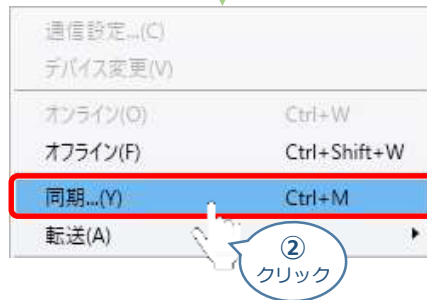 通信設定...(C)
デバイス変更(V)
オンライン(O) Ctrl+W
オフライン(F) Ctrl+Shift+W
同期...(Y) Ctrl+M
転送(A)
②
クリック